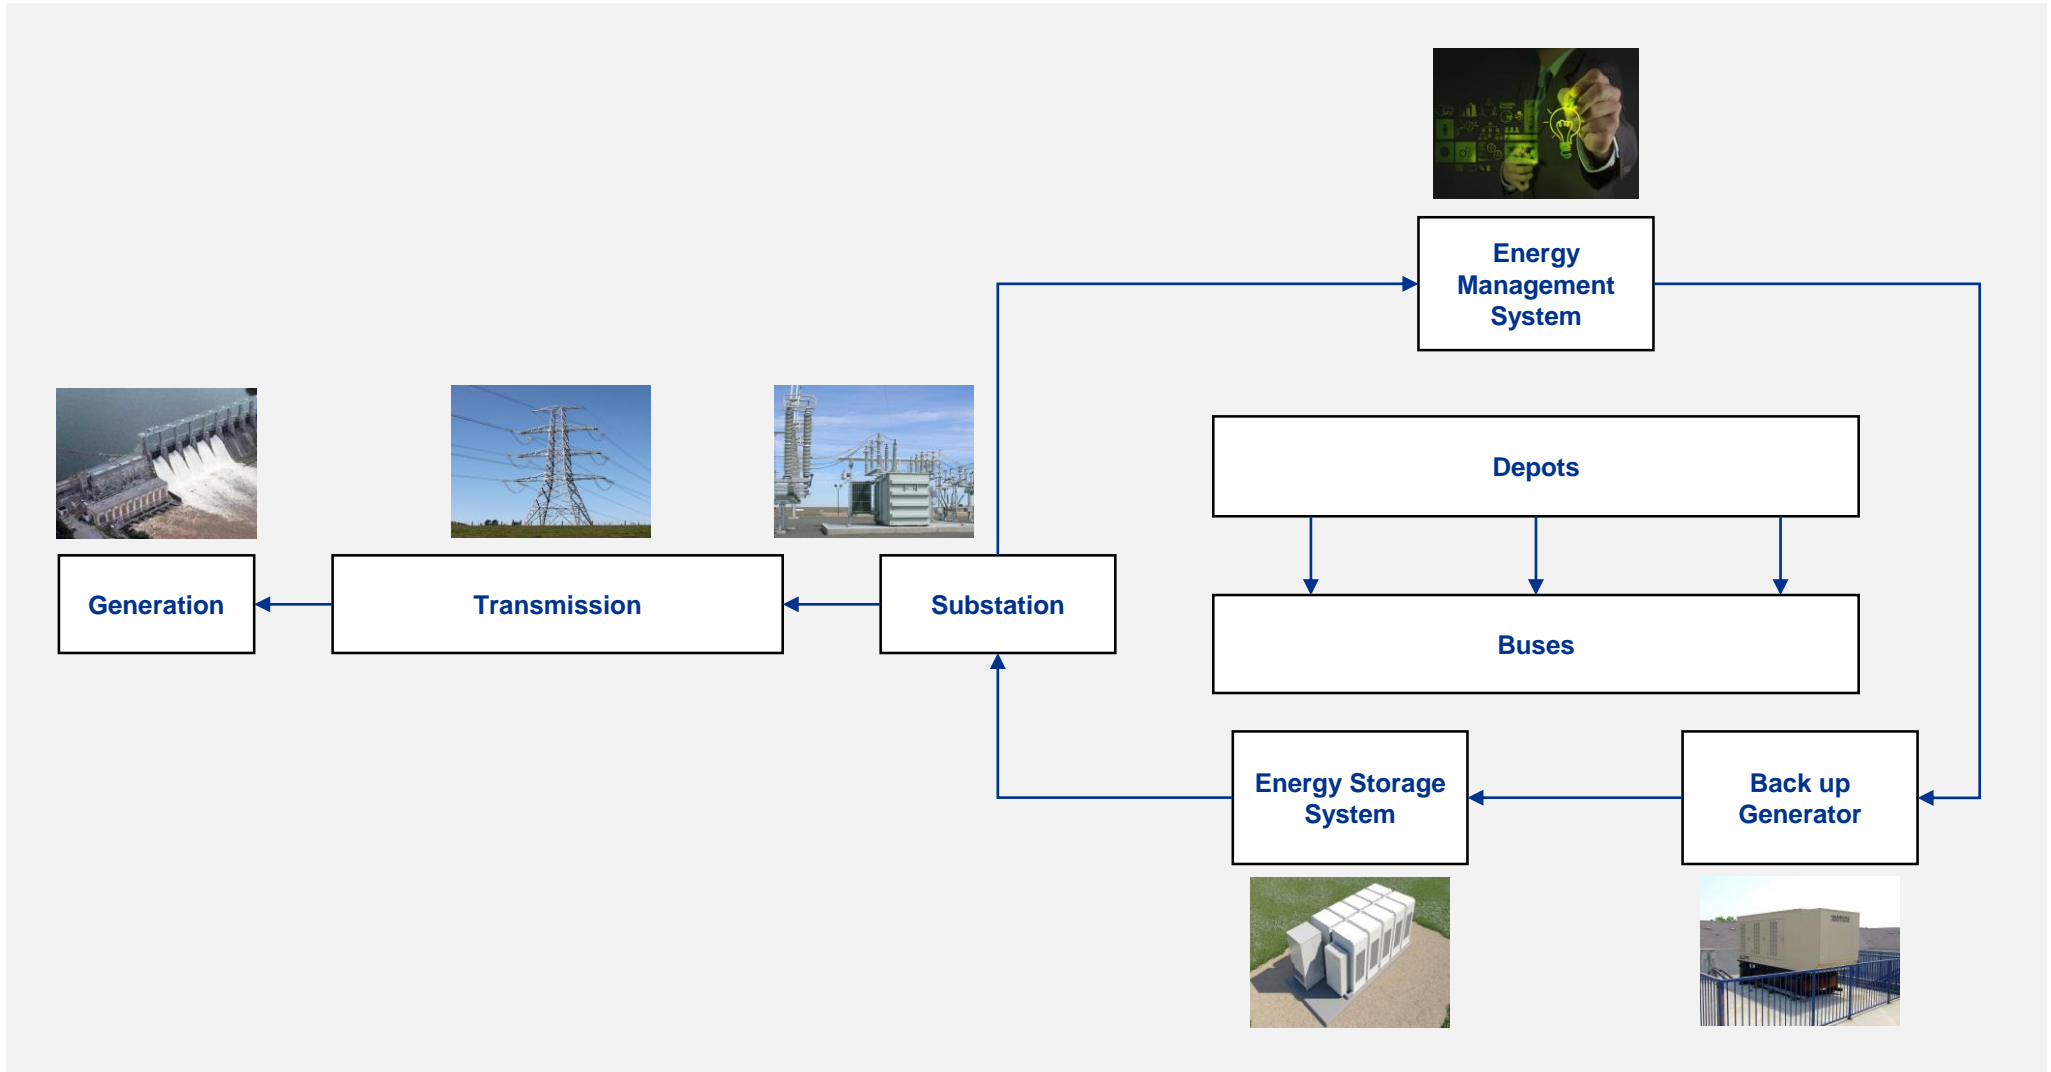 Energy
Management
System
Depots
Generation
Transmission
Substation
Buses
Energy Storage
System
Back up
Generator